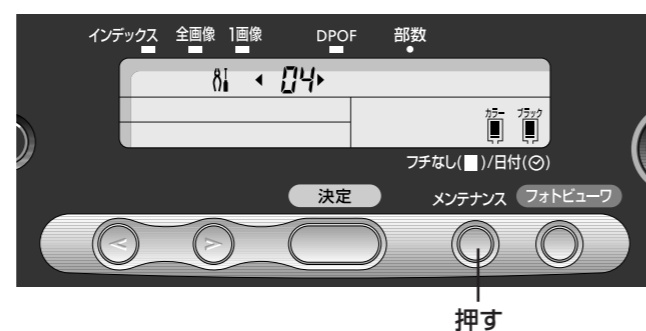 インデックス 全画像 1画像 DPOF 部数
04
カラー ブラック
フチなし( )/日付( )
決定 メンテナンス フォトビューワ
押す